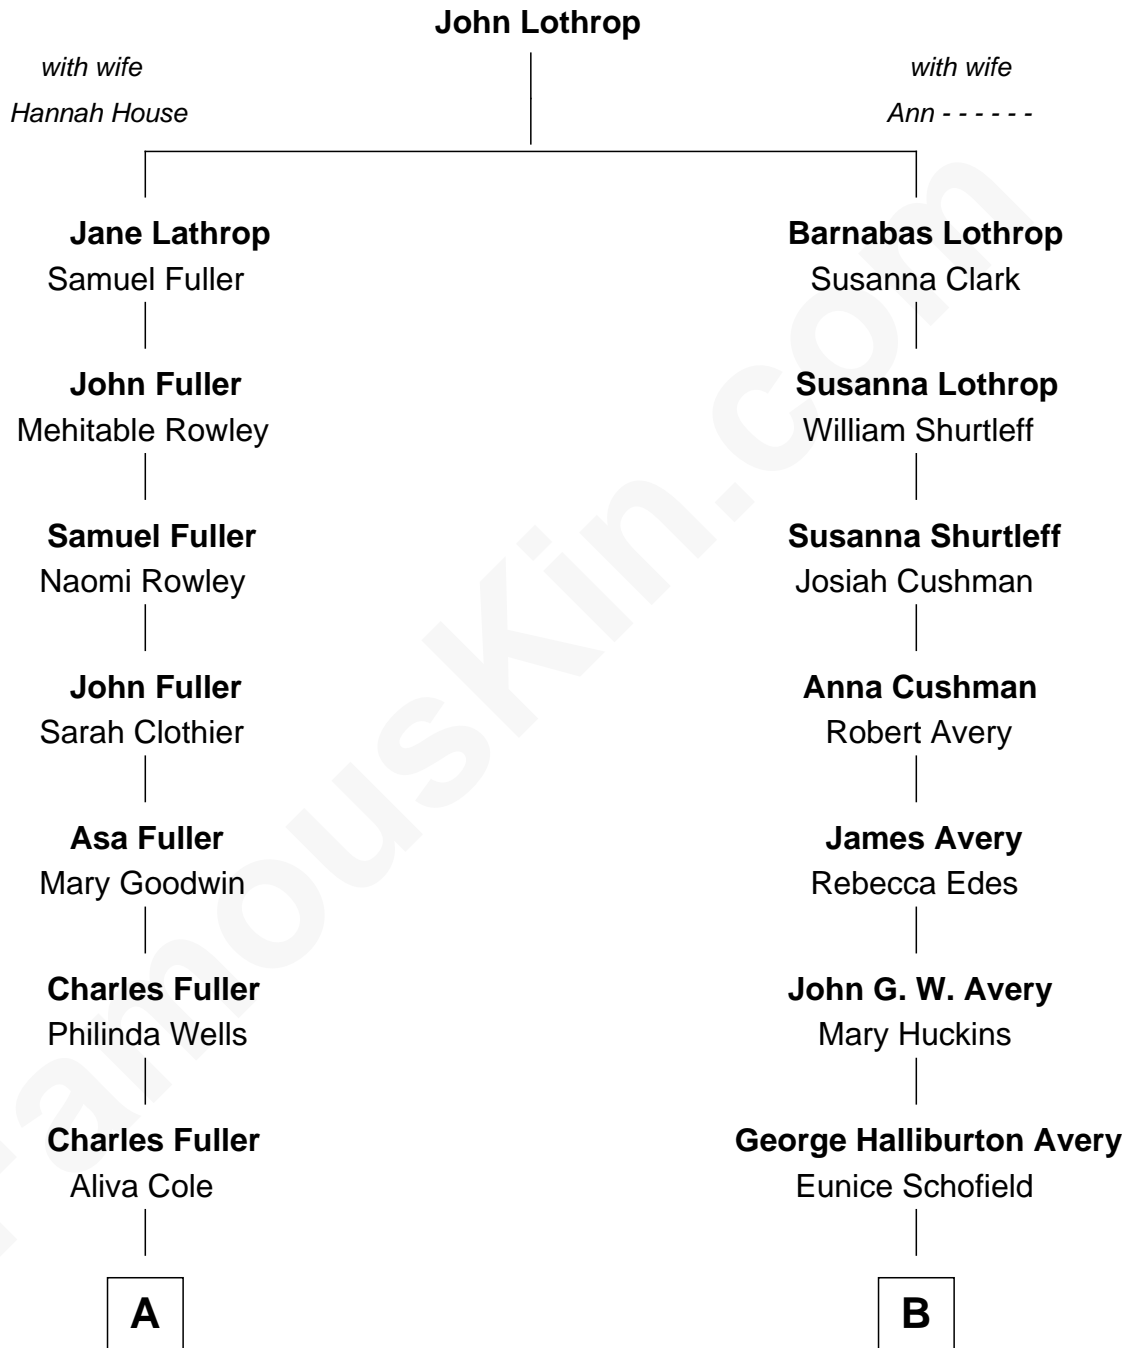 John Lothrop
with wife
Hannah House
with wife
Ann - - - - - -
Jane Lathrop
Samuel Fuller
John Fuller
Mehitable Rowley
Samuel Fuller
Naomi Rowley
John Fuller
Sarah Clothier
Asa Fuller
Mary Goodwin
Charles Fuller
Philinda Wells
Charles Fuller
Aliva Cole
A
Barnabas Lothrop
Susanna Clark
Susanna Lothrop
William Shurtleff
Susanna Shurtleff
Josiah Cushman
Anna Cushman
Robert Avery
James Avery
Rebecca Edes
John G. W. Avery
Mary Huckins
George Halliburton Avery
Eunice Schofield
B
FamousKin.com